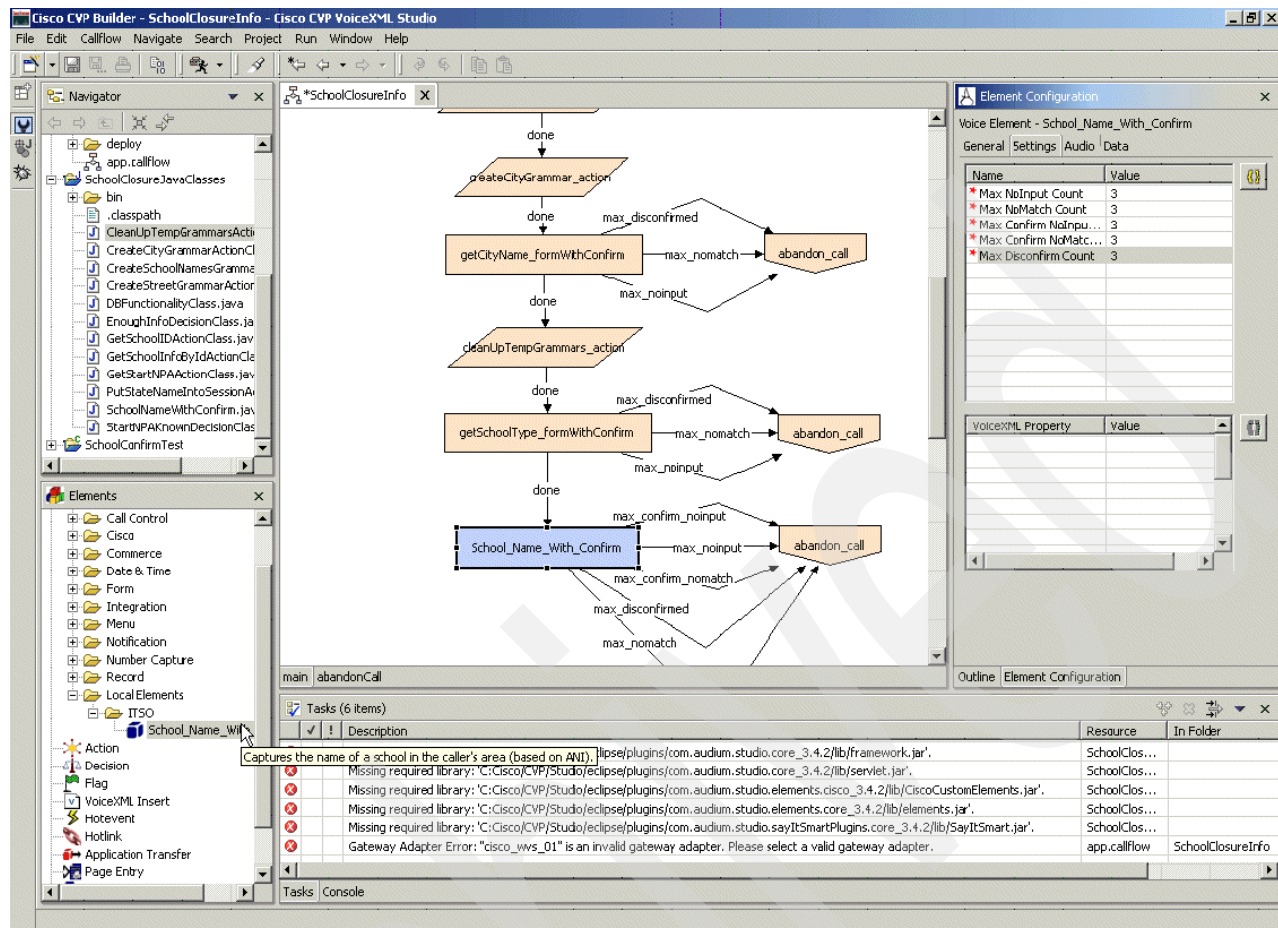 Cisco CVP Builder - SchoolClosureInfo - Cisco CVP VoiceXML Studio
File Edit Callflow Navigate Search Project Run Window Help
Navigator
deploy
app.callflow
SchoolClosureJavaClasses
bin
.classpath
CleanUpTempGrammarsActi
CreateCityGrammarActionCl
CreateSchoolNamesGramma
CreateStreetGrammarAction
DBFunctionalityClass.java
EnoughInfoDecisionClass.ja
GetSchoolIDActionClass.jav
GetSchoolInfoByIdActionCla
GetStartNPAActionClass.jav
PutStateNameIntoSessionA
SchoolNameWithConfirm.jav
StartNPAKnownDecisionClas
SchoolConfirmTest
Elements
Call Control
Cisco
Commerce
Date & Time
Form
Integration
Menu
Notification
Number Capture
Record
Local Elements
ITSO
School_Name_With
Action
Decision
Flag
VoiceXML Insert
Hotevent
Hotlink
Application Transfer
Page Entry
Captures the name of a school in the caller's area (based on ANI).
*SchoolClosureInfo X
done
createCityGrammar_action
done
max_disconfirmed
getCityName_formWithConfirm
max_nomatch
abandon_call
max_noinput
done
cleanUpTempGrammars_action
done
max_disconfirmed
getSchoolType_formWithConfirm
max_nomatch
abandon_call
max_noinput
done
max_confirm_noinput
School_Name_With_Confirm
max_noinput
abandon_call
max_confirm_nomatch
max_disconfirmed
max_nomatch
main abandonCall
Element Configuration
Voice Element - School_Name_With_Confirm
General Settings Audio Data
Name Value
* Max NoInput Count 3
* Max NoMatch Count 3
* Max Confirm NoInpu... 3
* Max Confirm NoMatc... 3
* Max Disconfirm Count 3
VoiceXML Property Value
Outline Element Configuration
Tasks (6 items)
! Description Resource In Folder
clipse/plugins/com.audium.studio.core_3.4.2/lib/framework.jar'. SchoolClos...
Missing required library: 'C:Cisco/CVP/Studio/eclipse/plugins/com.audium.studio.core_3.4.2/lib/servlet.jar'. SchoolClos...
Missing required library: 'C:Cisco/CVP/Studio/eclipse/plugins/com.audium.studio.elements.cisco_3.4.2/lib/CiscoCustomElements.jar'. SchoolClos...
Missing required library: 'C:Cisco/CVP/Studio/eclipse/plugins/com.audium.studio.elements.core_3.4.2/lib/elements.jar'. SchoolClos...
Missing required library: 'C:Cisco/CVP/Studio/eclipse/plugins/com.audium.studio.sayItSmartPlugins.core_3.4.2/lib/SayItSmart.jar'. SchoolClos...
Gateway Adapter Error: "cisco_wvs_01" is an invalid gateway adapter. Please select a valid gateway adapter. app.callflow SchoolClosureInfo
Tasks Console